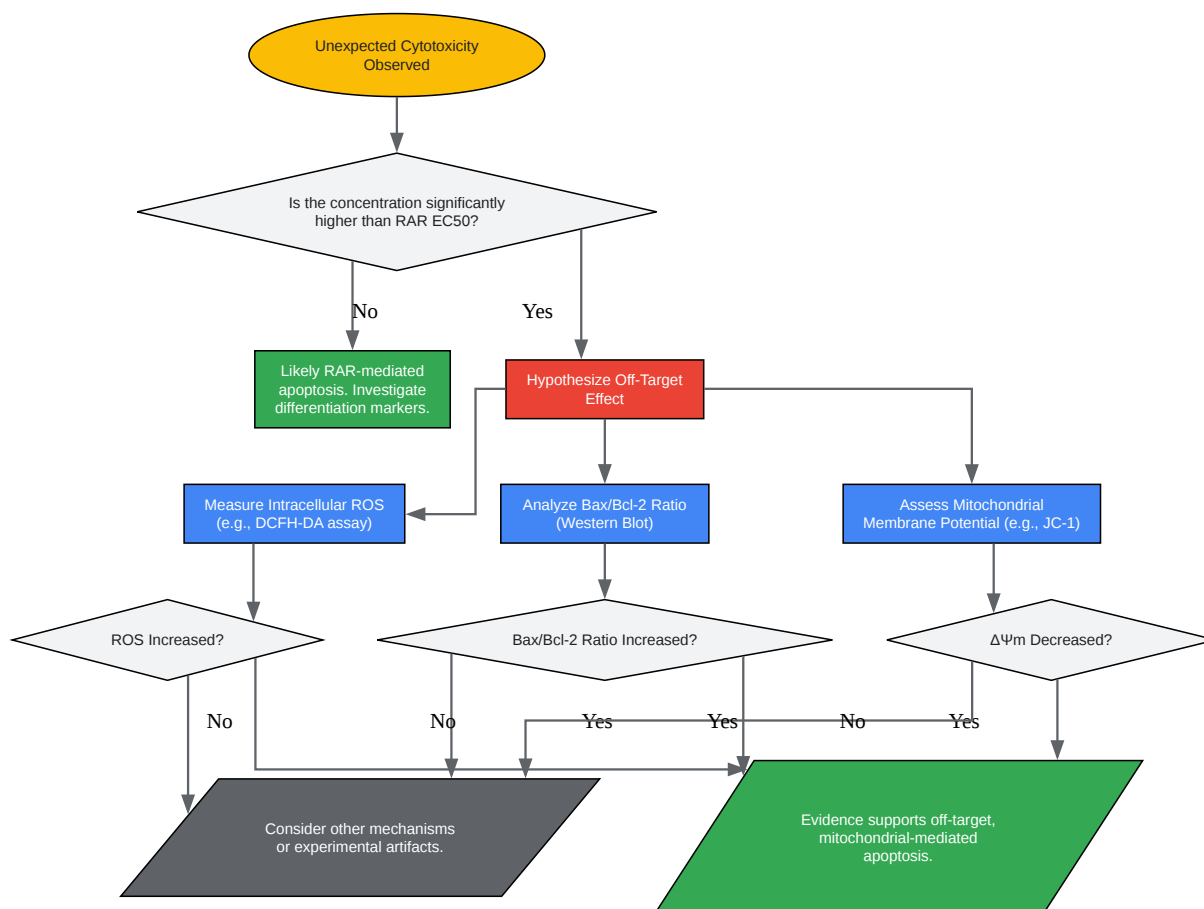 Unexpected Cytotoxicity
Observed
Is the concentration significantly
higher than RAR EC50?
No
Yes
Likely RAR-mediated
apoptosis. Investigate
differentiation markers.
Hypothesize Off-Target
Effect
Measure Intracellular ROS
(e.g., DCFH-DA assay)
Analyze Bax/Bcl-2 Ratio
(Western Blot)
Assess Mitochondrial
Membrane Potential (e.g., JC-1)
ROS Increased?
Bax/Bcl-2 Ratio Increased?
ΔΨm Decreased?
No
No
Yes
Yes
No
Yes
Consider other mechanisms
or experimental artifacts.
Evidence supports off-target,
mitochondrial-mediated
apoptosis.